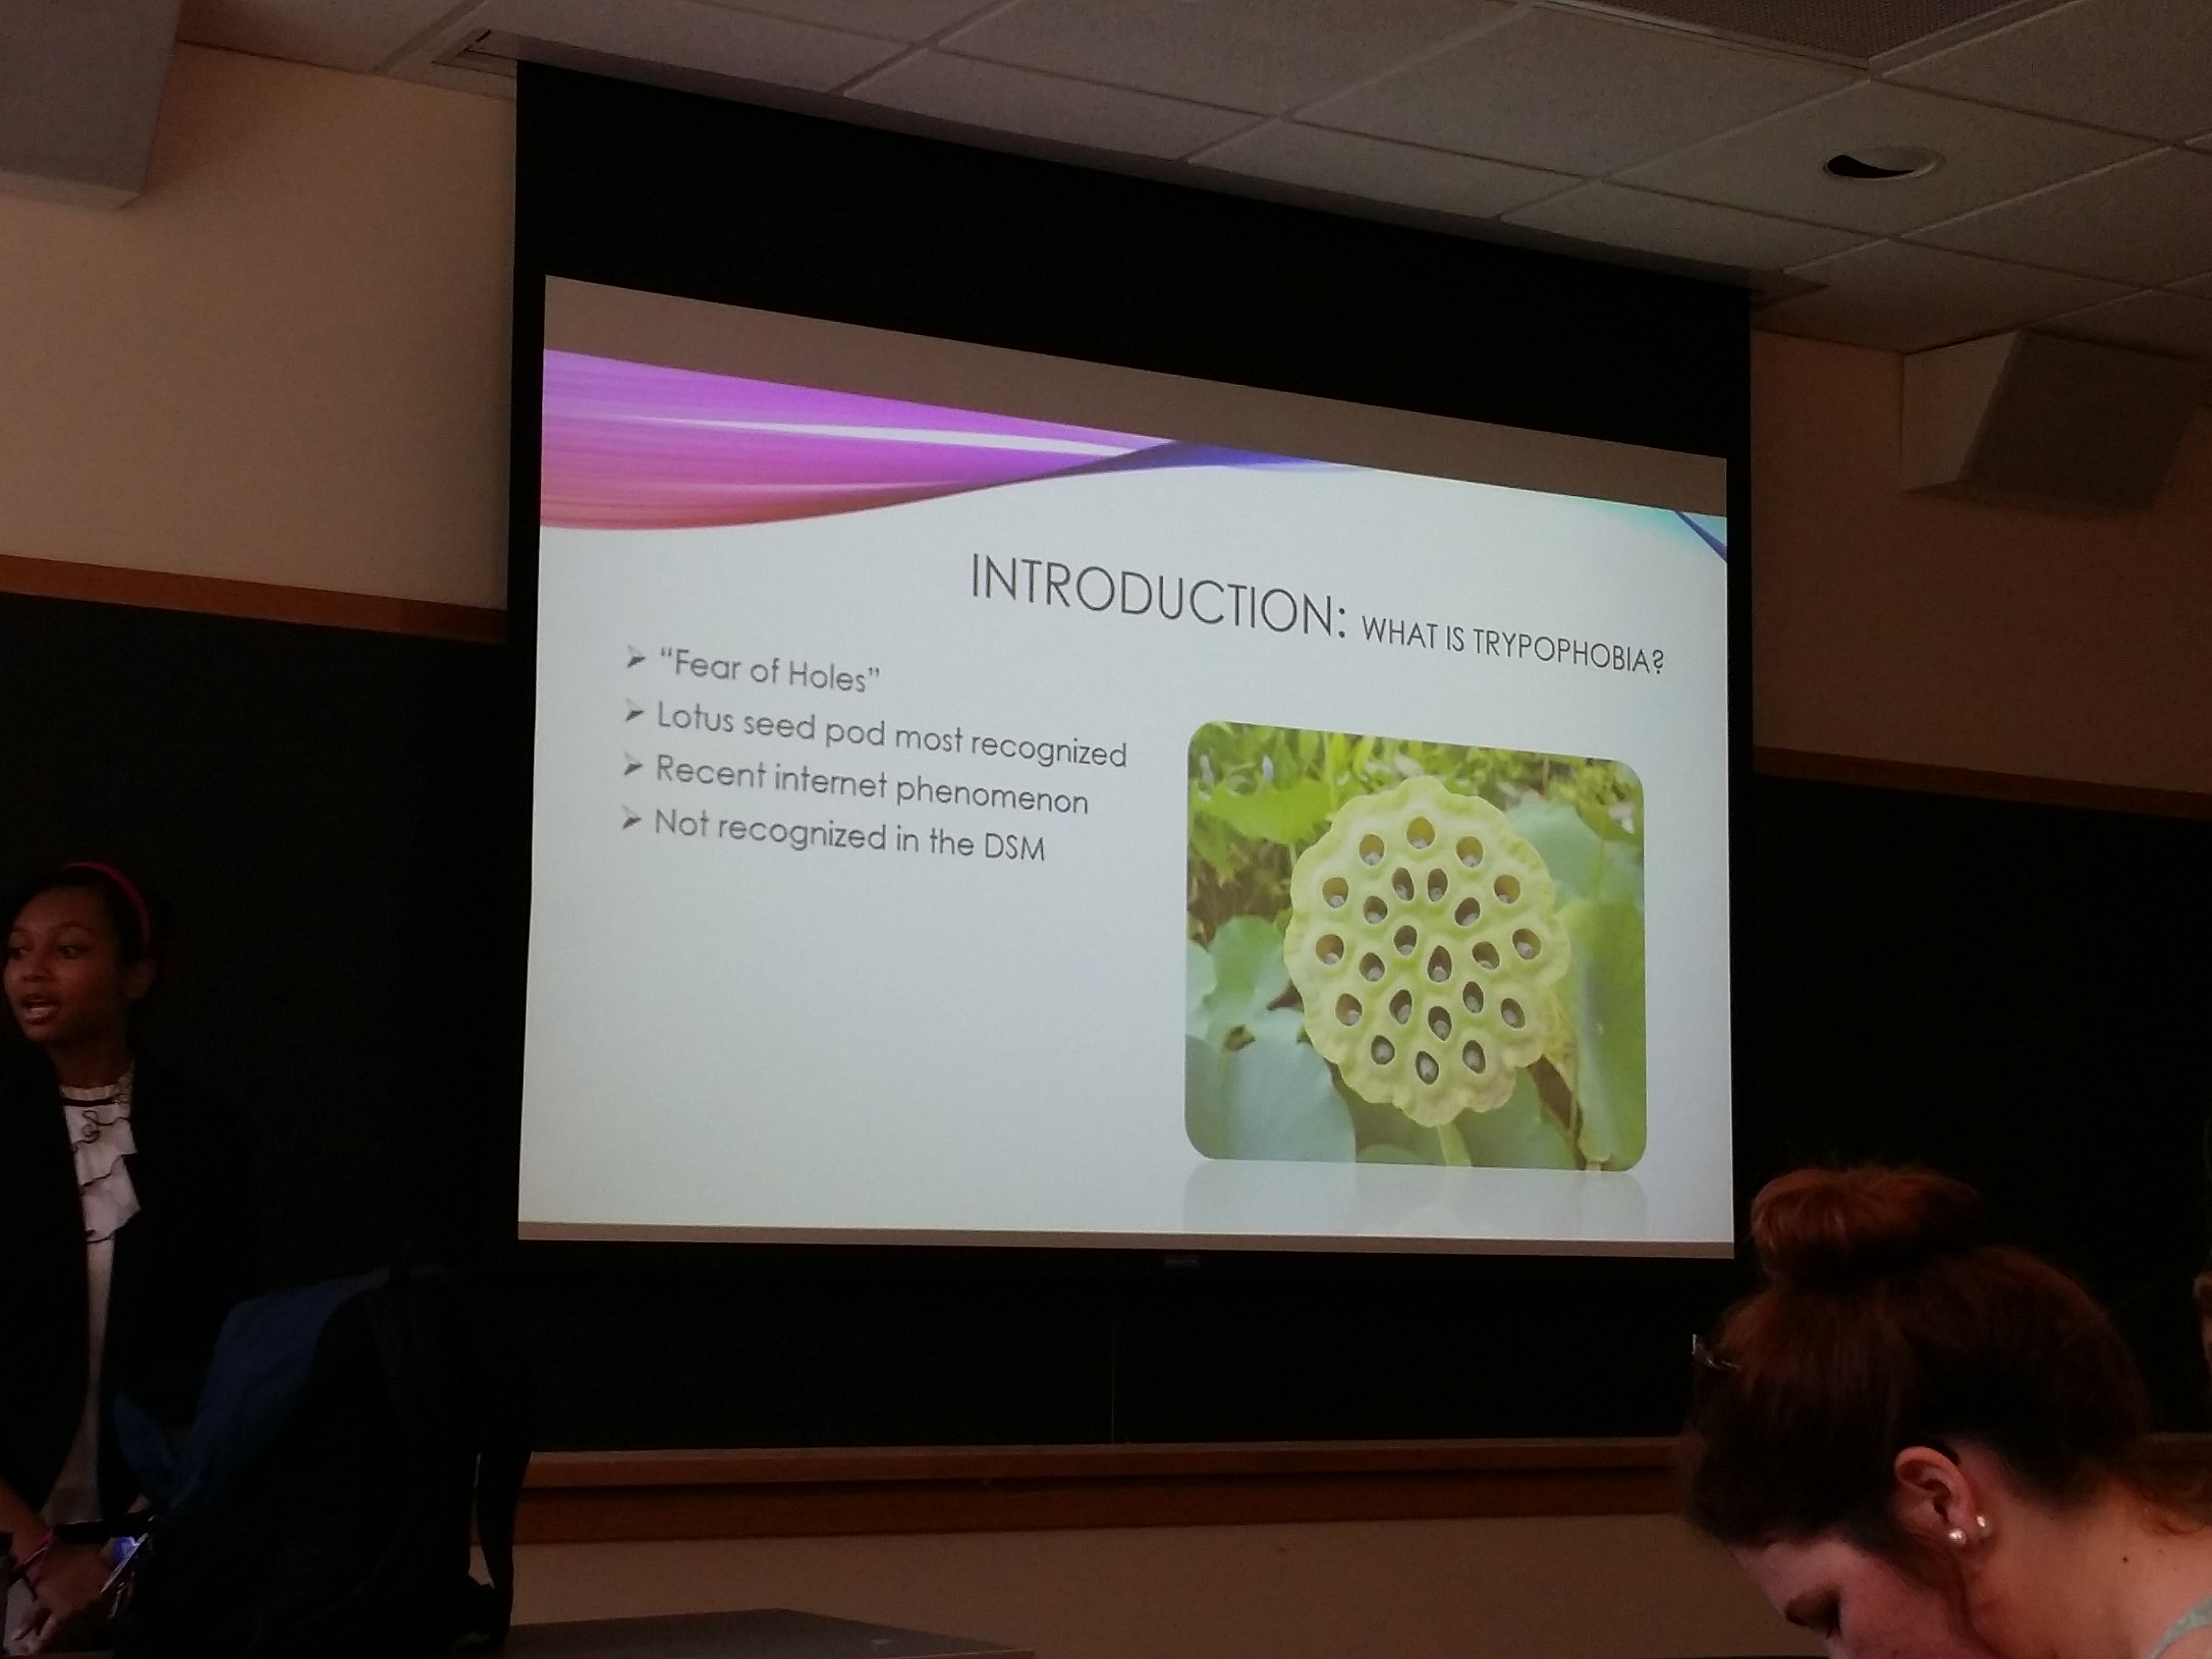 INTRODUCTION: WHAT IS TRYPOPHOBIA?
➢ “Fear of Holes”
➢ Lotus seed pod most recognized
➢ Recent internet phenomenon
➢ Not recognized in the DSM